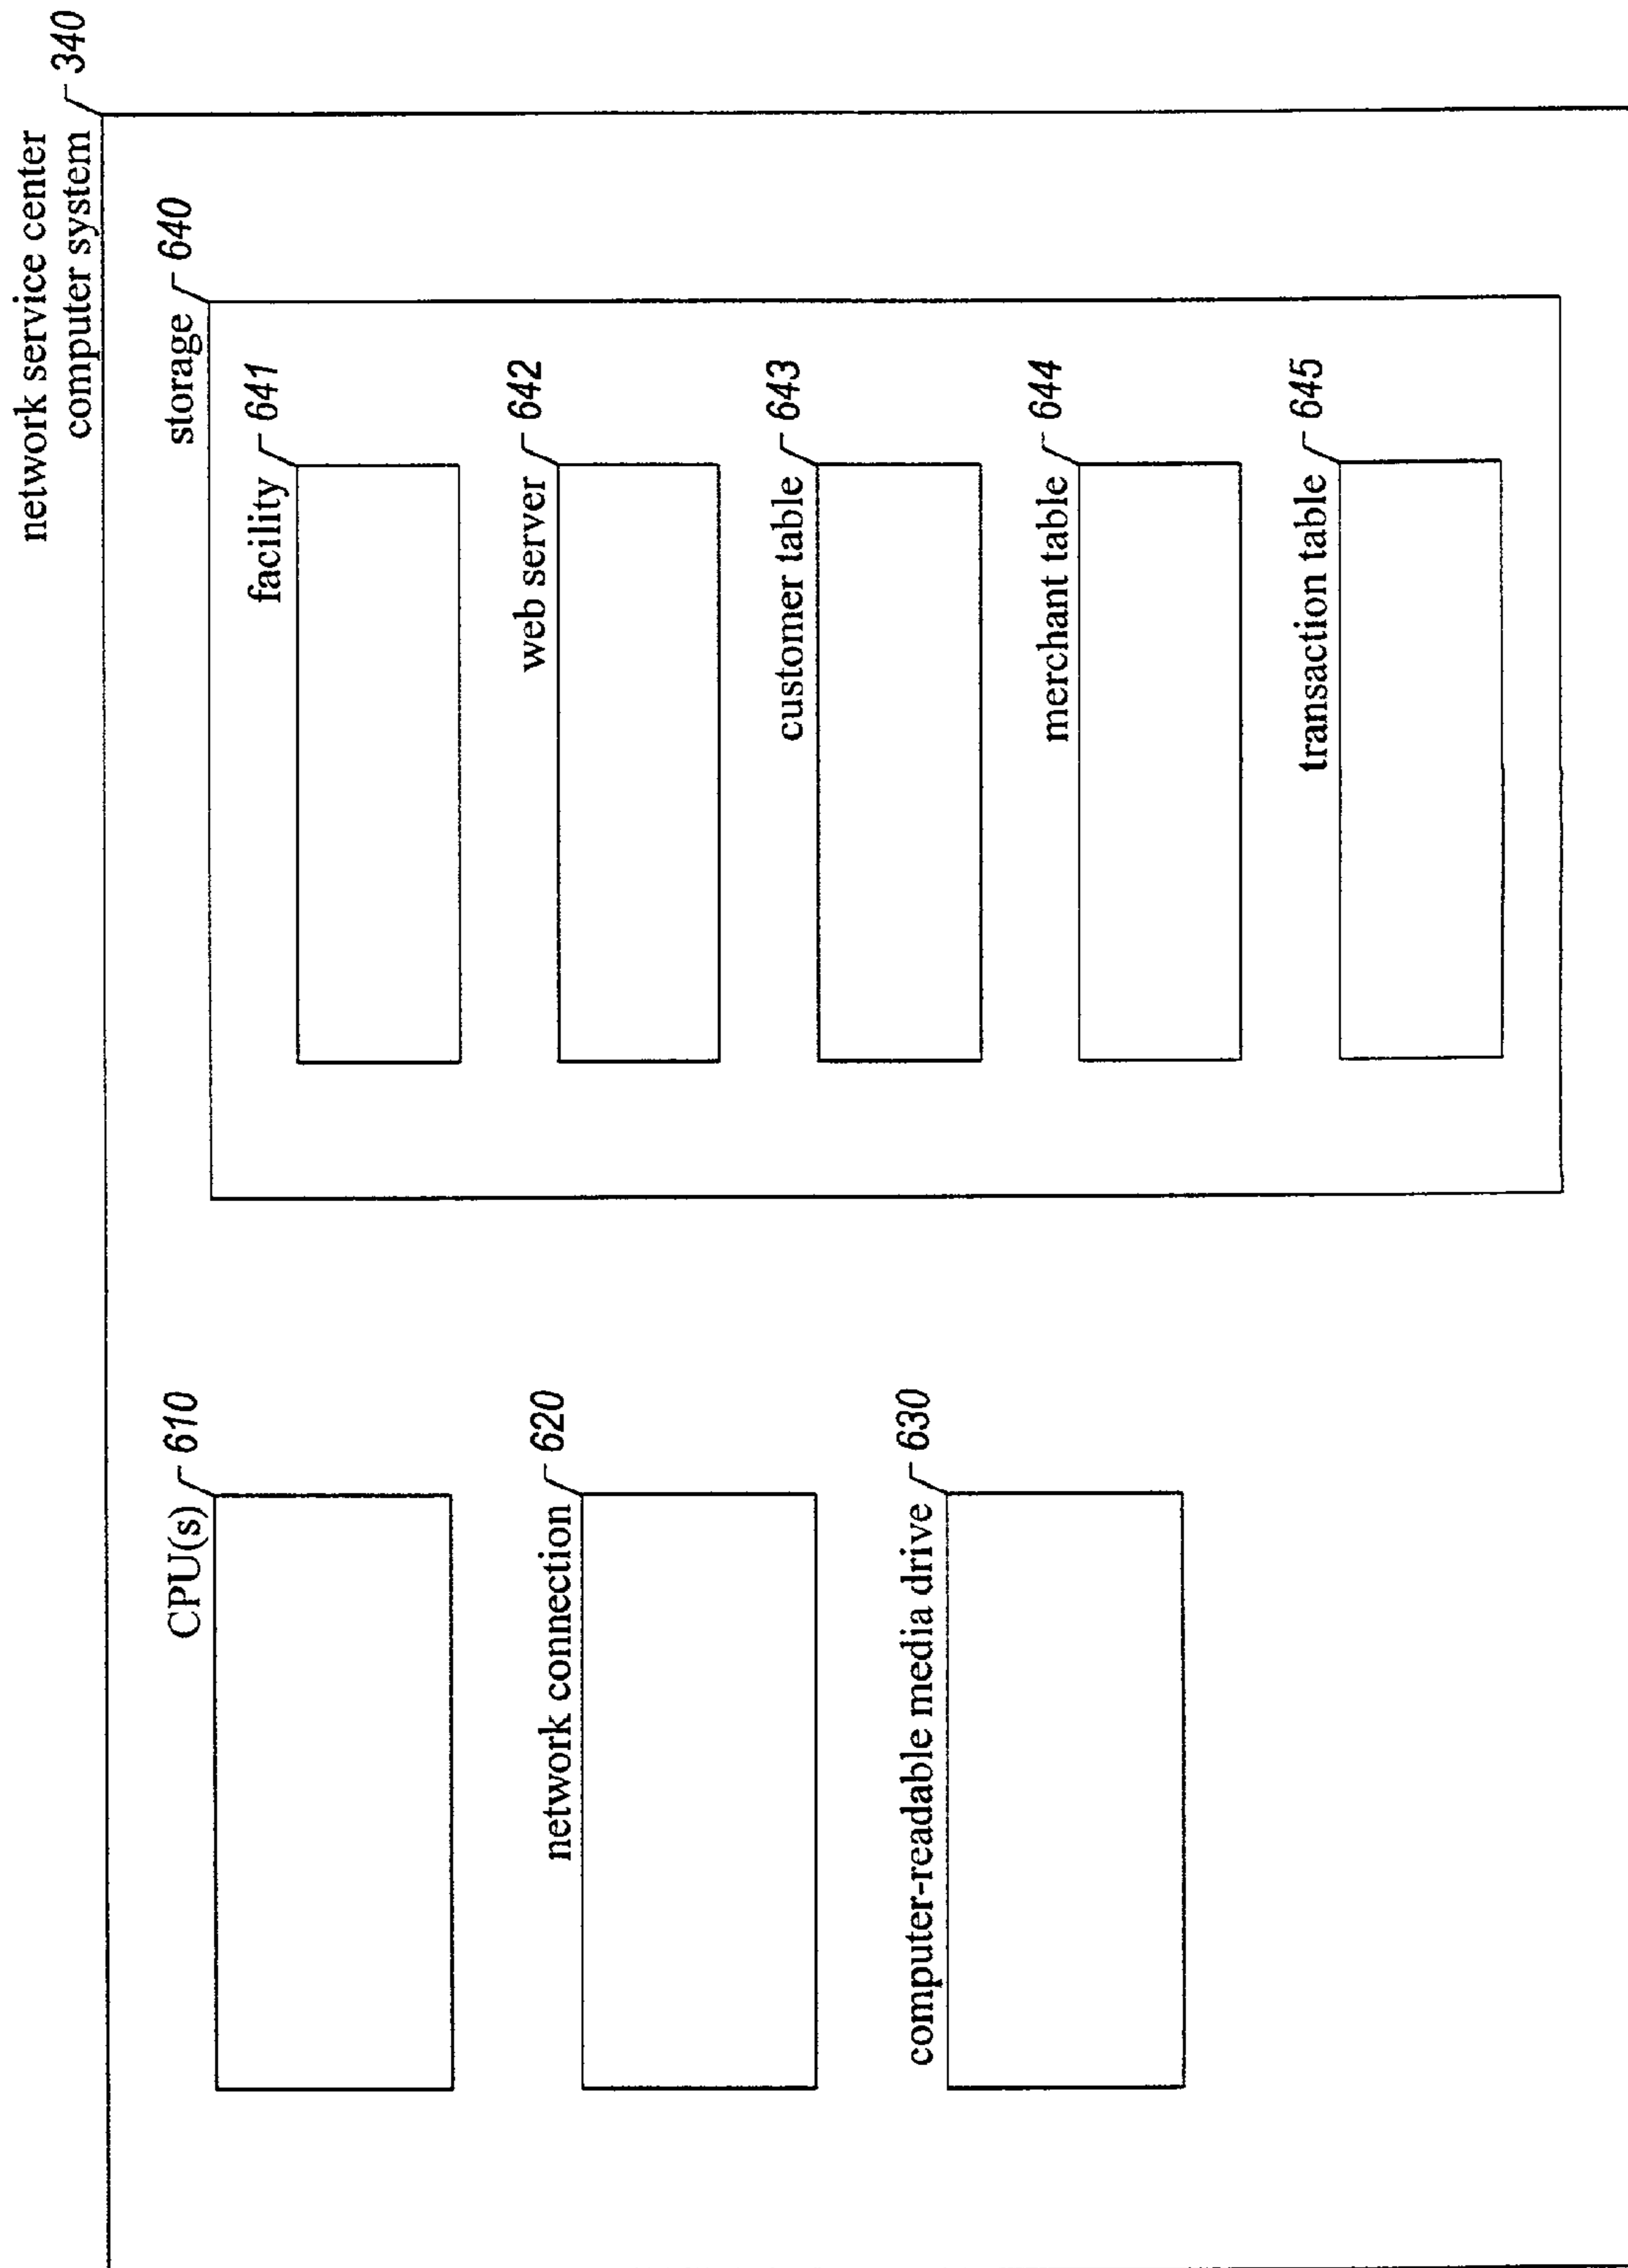 network service center
computer system 340
CPU(s) 610
network connection 620
computer-readable media drive 630
storage 640
facility 641
web server 642
customer table 643
merchant table 644
transaction table 645